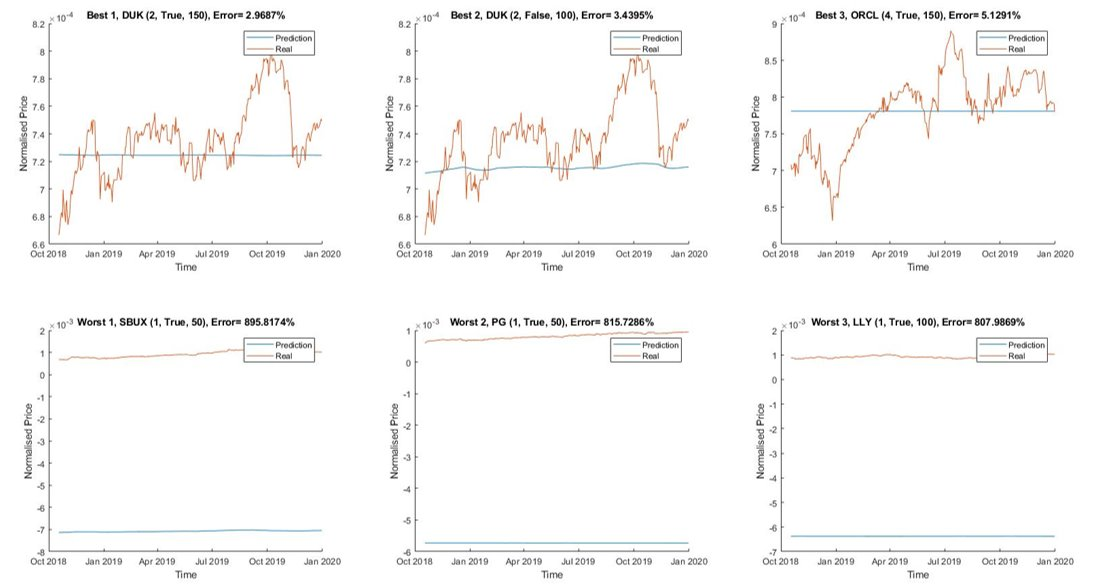 Best 1, DUK (2, True, 150), Error= 2.9687%
×10⁻⁴
8.2
8
7.8
7.6
7.4
7.2
7
6.8
6.6
Normalised Price
Prediction
Real
Oct 2018 Jan 2019 Apr 2019 Jul 2019 Oct 2019 Jan 2020
Time
Best 2, DUK (2, False, 100), Error= 3.4395%
×10⁻⁴
8.2
8
7.8
7.6
7.4
7.2
7
6.8
6.6
Normalised Price
Prediction
Real
Oct 2018 Jan 2019 Apr 2019 Jul 2019 Oct 2019 Jan 2020
Time
Best 3, ORCL (4, True, 150), Error= 5.1291%
×10⁻⁴
9
8.5
8
7.5
7
6.5
6
Normalised Price
Prediction
Real
Oct 2018 Jan 2019 Apr 2019 Jul 2019 Oct 2019 Jan 2020
Time
Worst 1, SBUX (1, True, 50), Error= 895.8174%
×10⁻³
2
1
0
-1
-2
-3
-4
-5
-6
-7
-8
Normalised Price
Prediction
Real
Oct 2018 Jan 2019 Apr 2019 Jul 2019 Oct 2019 Jan 2020
Time
Worst 2, PG (1, True, 50), Error= 815.7286%
×10⁻³
1
0
-1
-2
-3
-4
-5
-6
Normalised Price
Prediction
Real
Oct 2018 Jan 2019 Apr 2019 Jul 2019 Oct 2019 Jan 2020
Time
Worst 3, LLY (1, True, 100), Error= 807.9869%
×10⁻³
2
1
0
-1
-2
-3
-4
-5
-6
-7
Normalised Price
Prediction
Real
Oct 2018 Jan 2019 Apr 2019 Jul 2019 Oct 2019 Jan 2020
Time